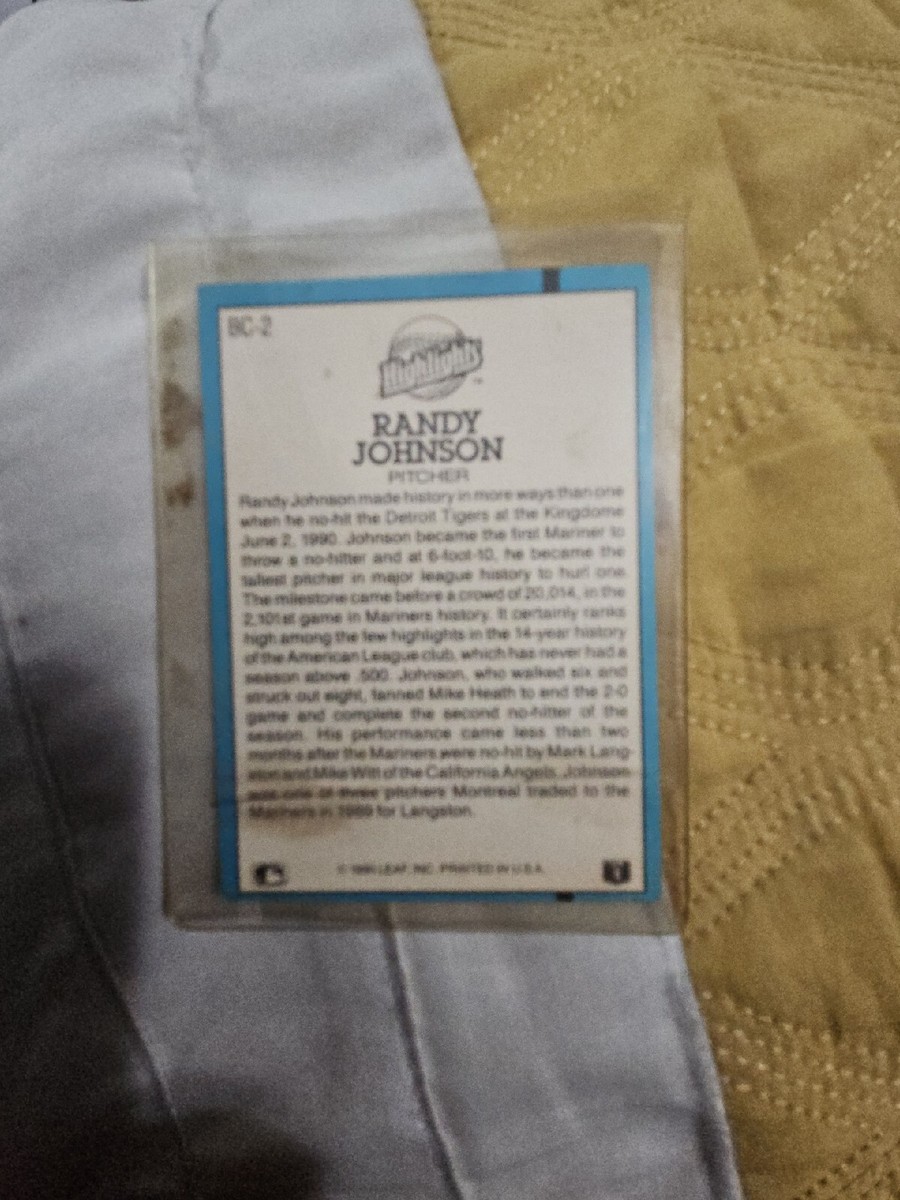 BC-2
Highlights
RANDY
JOHNSON
PITCHER
Randy Johnson made history in more ways than one
when he no-hit the Detroit Tigers at the Kingdome
June 2, 1990. Johnson became the first Mariner to
throw a no-hitter and at 6-foot-10, he became the
tallest pitcher in major league history to hurl one.
The milestone came before a crowd of 20,014, in the
2,101st game in Mariners history. It certainly ranks
high among the few highlights in the 14-year history
of the American League club, which has never had a
season above .500. Johnson, who walked six and
struck out eight, fanned Mike Heath to end the 2-0
game and complete the second no-hitter of the
season. His performance came less than two
months after the Mariners were no-hit by Mark Lang-
ston and Mike Witt of the California Angels. Johnson
was one of three pitchers Montreal traded to the
Mariners in 1989 for Langston.
© 1990 LEAF, INC. PRINTED IN U.S.A.